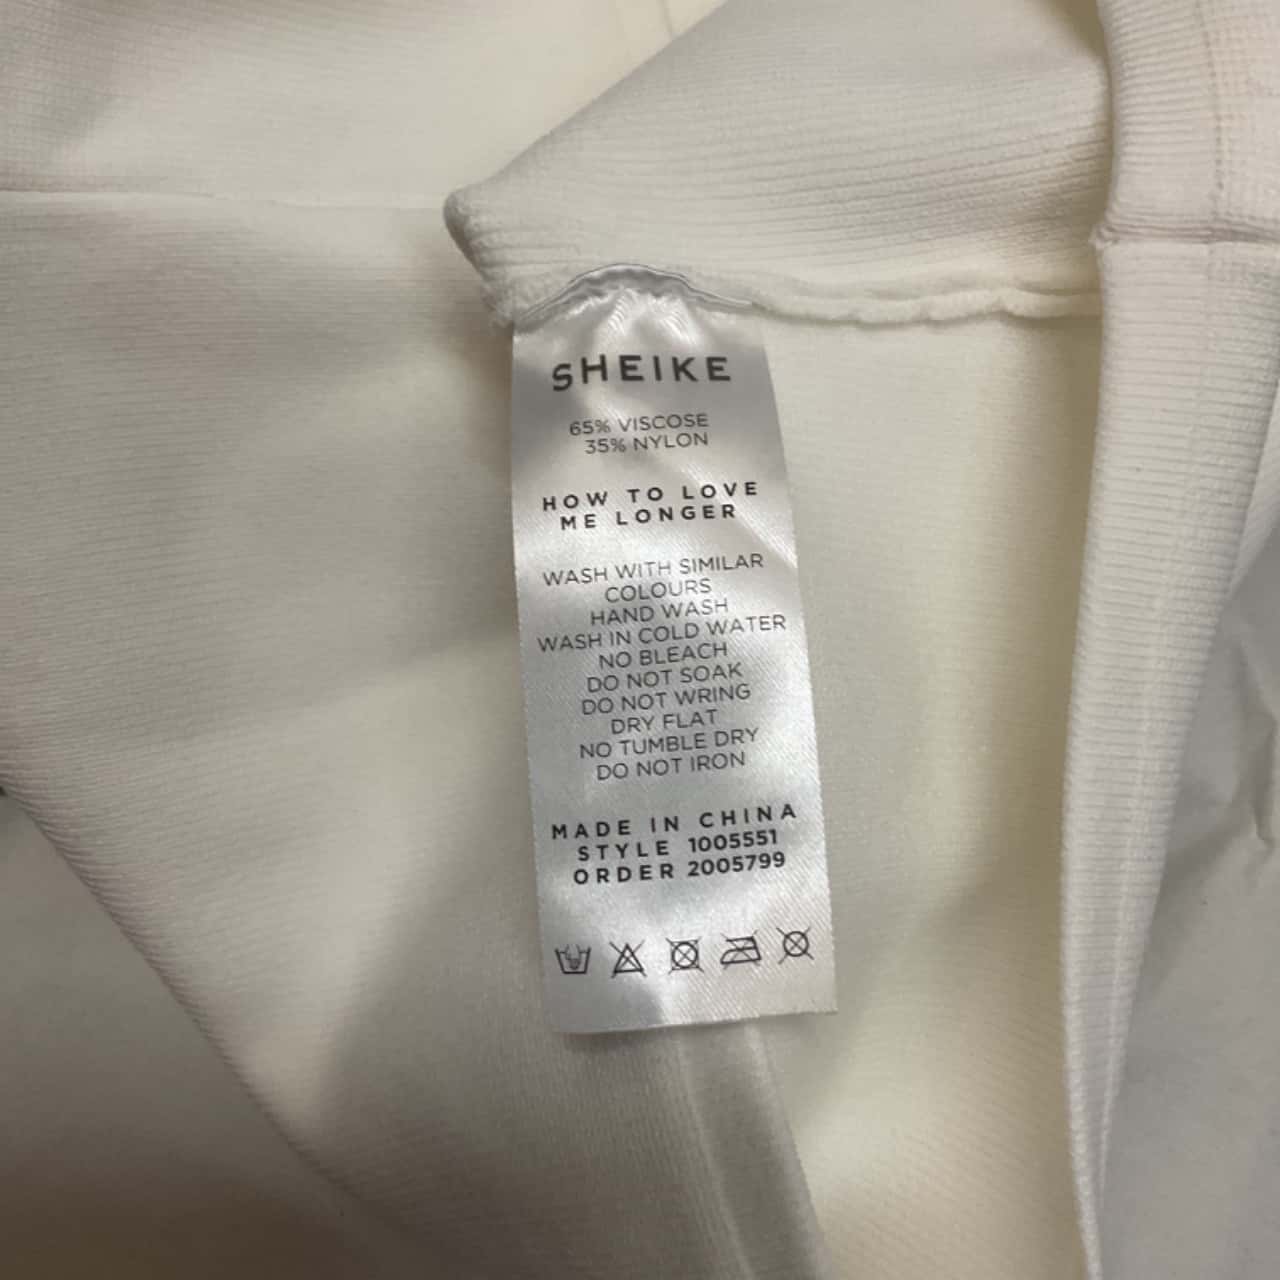 SHEIKE
65% VISCOSE
35% NYLON
HOW TO LOVE
ME LONGER
WASH WITH SIMILAR
COLOURS
HAND WASH
WASH IN COLD WATER
NO BLEACH
DO NOT SOAK
DO NOT WRING
DRY FLAT
NO TUMBLE DRY
DO NOT IRON
MADE IN CHINA
STYLE 1005551
ORDER 2005799